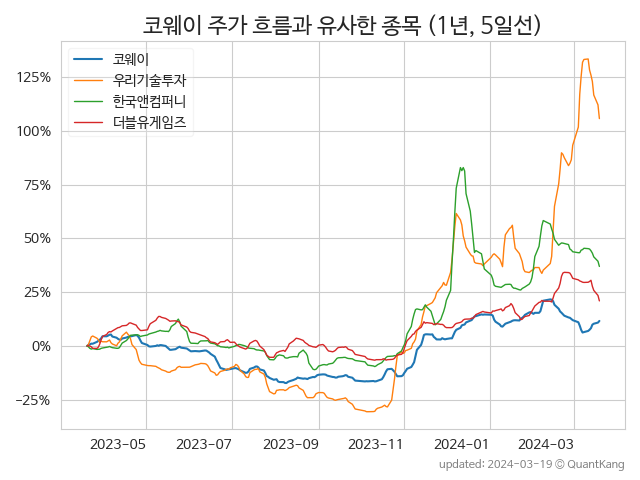 코웨이 주가 흐름과 유사한 종목 (1년, 5일선)
코웨이
우리기술투자
한국앤컴퍼니
더블유게임즈
125%
100%
75%
50%
25%
0%
−25%
2023-05
2023-07
2023-09
2023-11
2024-01
2024-03
updated: 2024-03-19 © QuantKang